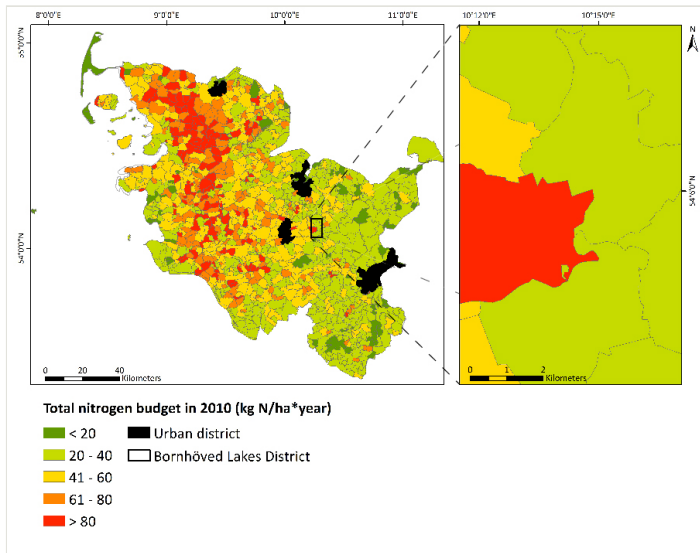 8°0'0"E 9°0'0"E 10°0'0"E 11°0'0"E 10°12'0"E 10°15'0"E
N
55°0'0"N
54°6'0"N
54°0'0"N
0 20 40
Kilometers
0 1 2
Kilometers
Total nitrogen budget in 2010 (kg N/ha*year)
< 20 Urban district
20 - 40 Bornhöved Lakes District
41 - 60
61 - 80
> 80